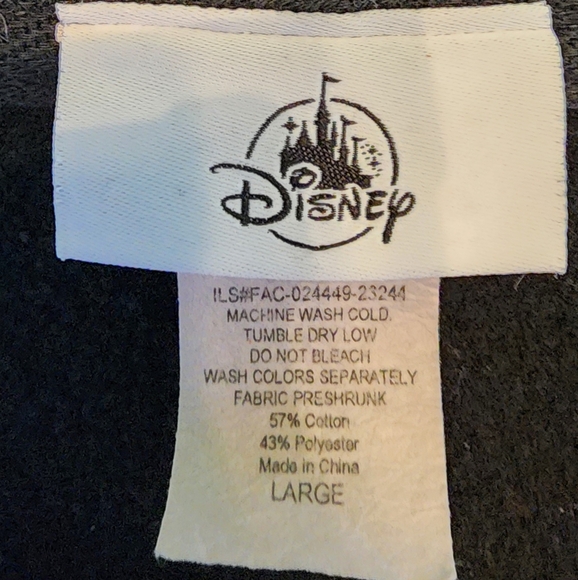 Disney
ILS#FAC-024449-23244
MACHINE WASH COLD.
TUMBLE DRY LOW
DO NOT BLEACH
WASH COLORS SEPARATELY
FABRIC PRESHRUNK
57% Cotton
43% Polyester
Made in China
LARGE